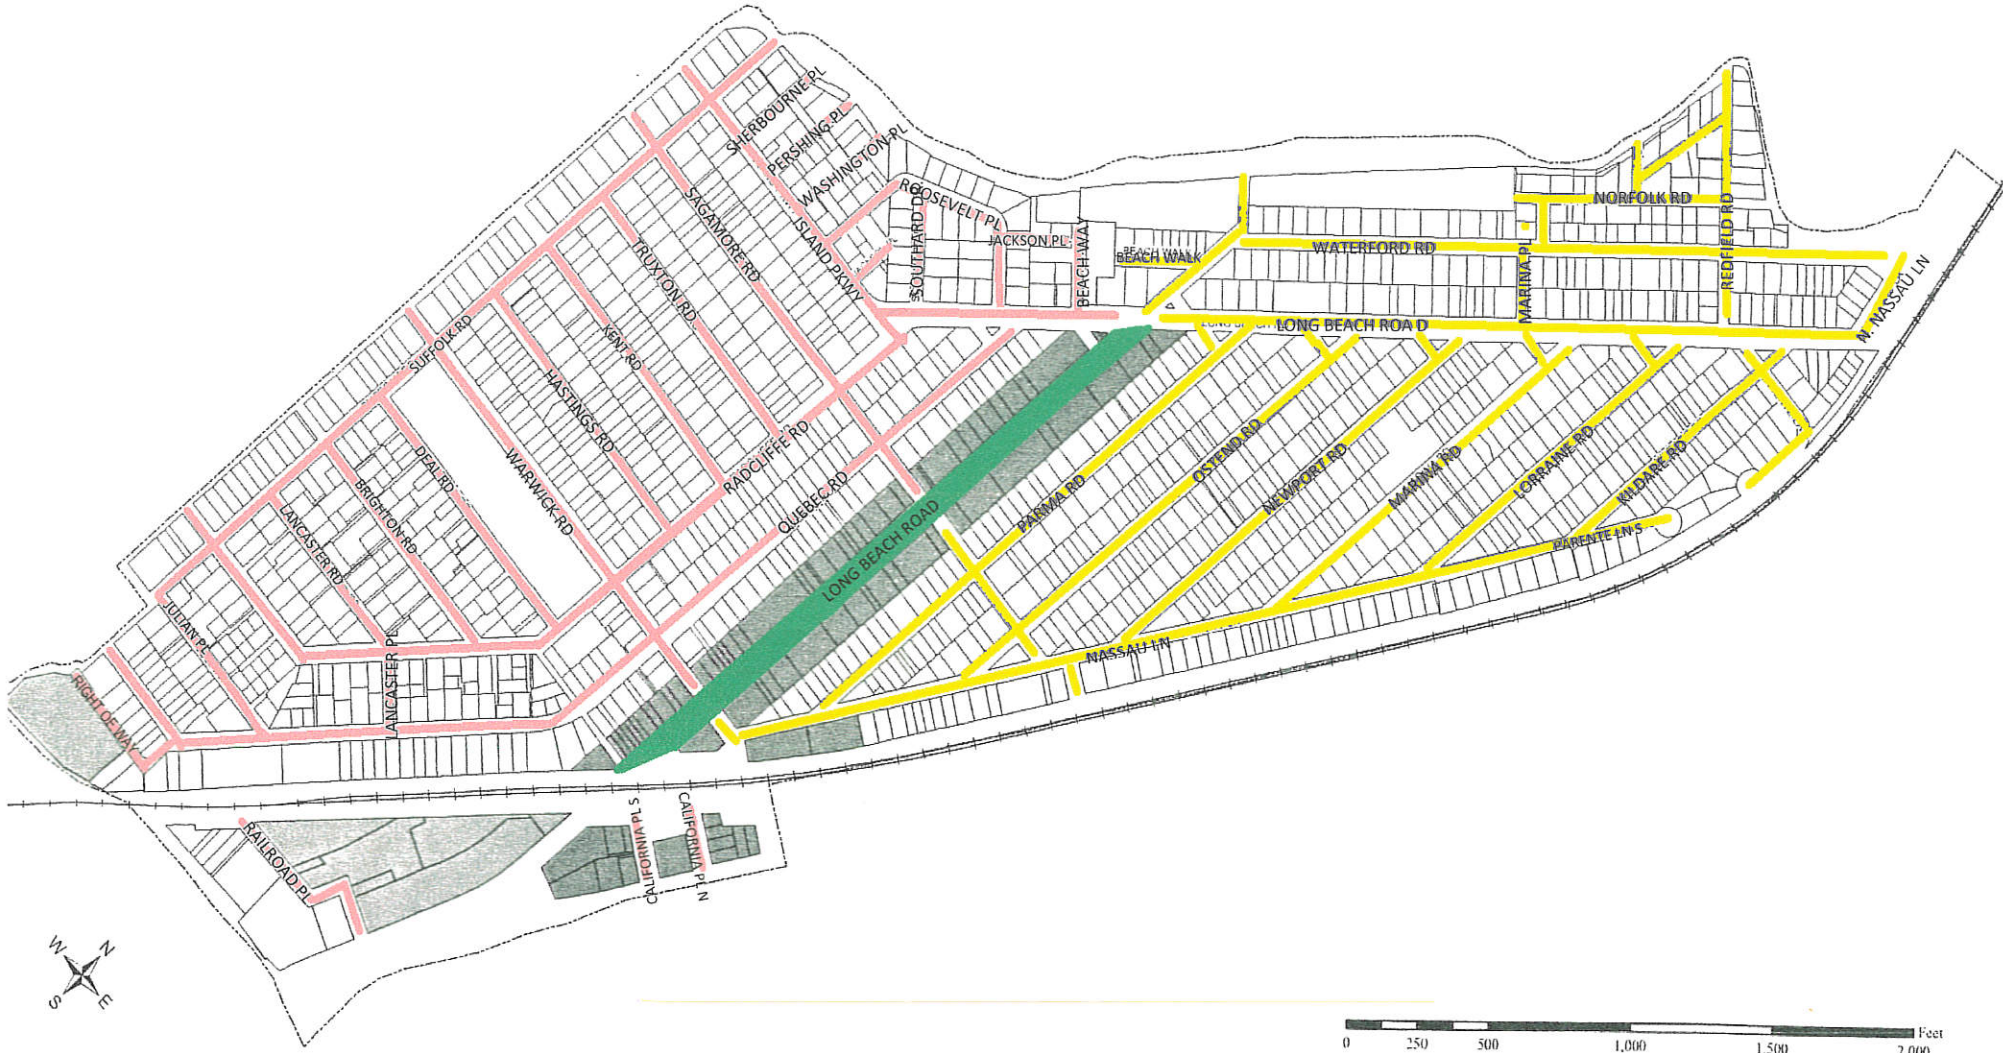 SHERBOURNE PL
PERSHING PL
WASHINGTON PL
SAGAMORE RD
ROOSEVELT PL
SOUTHARD DR
ISLAND PKWY
JACKSON PL
BEACH WAY
BEACH WALK
BEACH WALK
NORFOLK RD
WATERFORD RD
MARINA PL
REDFIELD RD
N. NASSAU LN
TRUXTON RD
SUFFOLK RD
KENT RD
LONG BEACH ROAD
HASTINGS RD
WARWICK RD
DEAL RD
BRIGHTON RD
LANCASTER RD
RADCLIFFE RD
QUEBEC RD
LONG BEACH ROAD
PARMA RD
OSTEND RD
NEWPORT RD
MARINA RD
LORRAINE RD
KILDARE RD
PARENTE LN S
NASSAU LN
JULIAN PL
LANCASTER PL
RIGHT OF WAY
RAILROAD PL
CALIFORNIA PL S
CALIFORNIA PL N
W N
S E
Feet
0 250 500 1,000 1,500 2,000